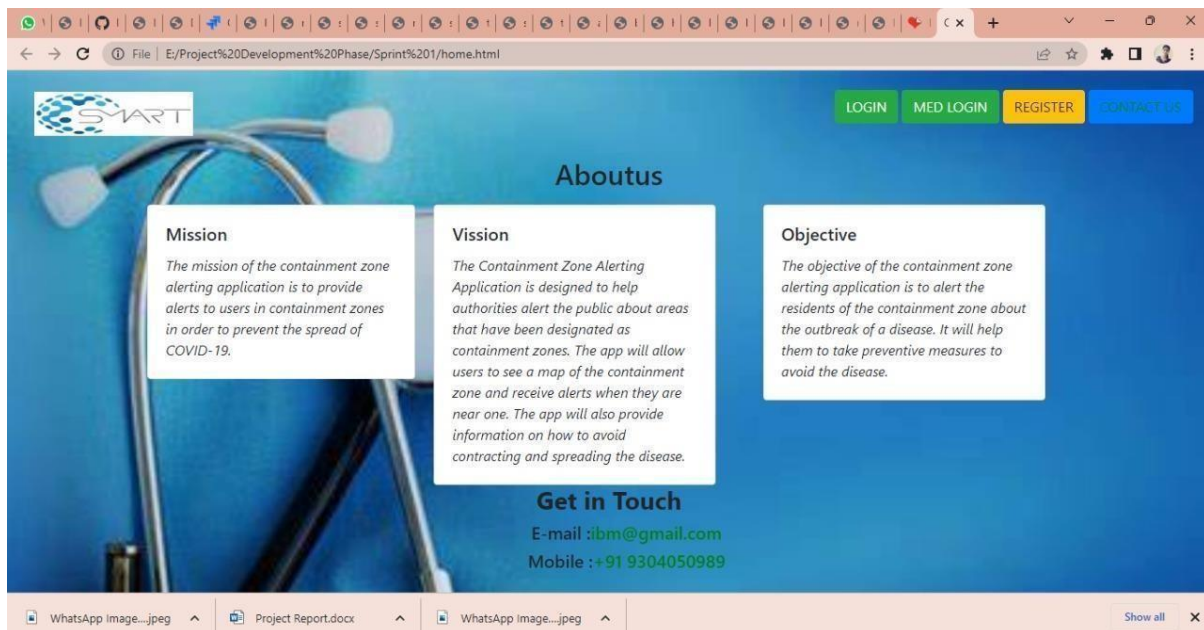 File E:/Project%20Development%20Phase/Sprint%201/home.html
SMART
LOGIN MED LOGIN REGISTER CONTACT US
Aboutus
Mission
The mission of the containment zone
alerting application is to provide
alerts to users in containment zones
in order to prevent the spread of
COVID-19.
Vission
The Containment Zone Alerting
Application is designed to help
authorities alert the public about areas
that have been designated as
containment zones. The app will allow
users to see a map of the containment
zone and receive alerts when they are
near one. The app will also provide
information on how to avoid
contracting and spreading the disease.
Objective
The objective of the containment zone
alerting application is to alert the
residents of the containment zone about
the outbreak of a disease. It will help
them to take preventive measures to
avoid the disease.
Get in Touch
E-mail :ibm@gmail.com
Mobile :+91 9304050989
WhatsApp Image....jpeg Project Report.docx WhatsApp Image....jpeg Show all